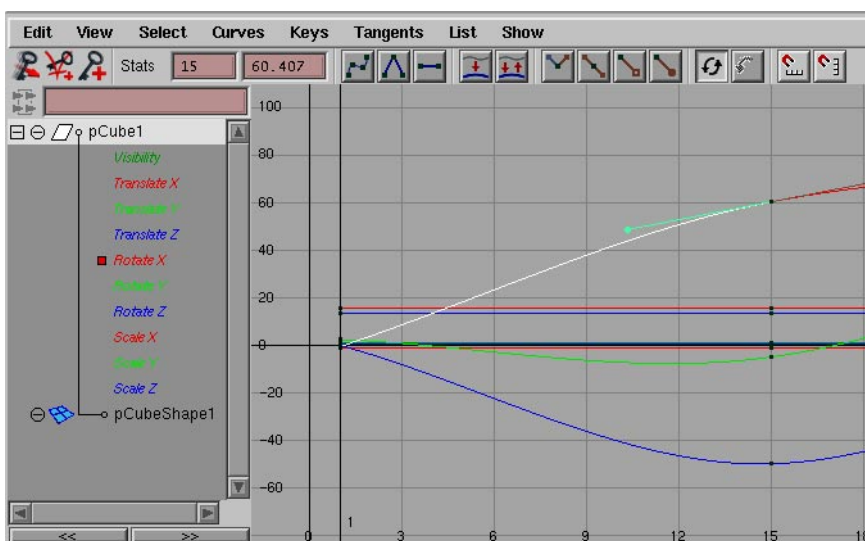 Edit View Select Curves Keys Tangents List Show
Stats 15 60.407
pCube1
Visibility
Translate X
Translate Y
Translate Z
Rotate X
Rotate Y
Rotate Z
Scale X
Scale Y
Scale Z
pCubeShape1
<< >>
100
80
60
40
20
0
-20
-40
-60
1
0 3 6 9 12 15